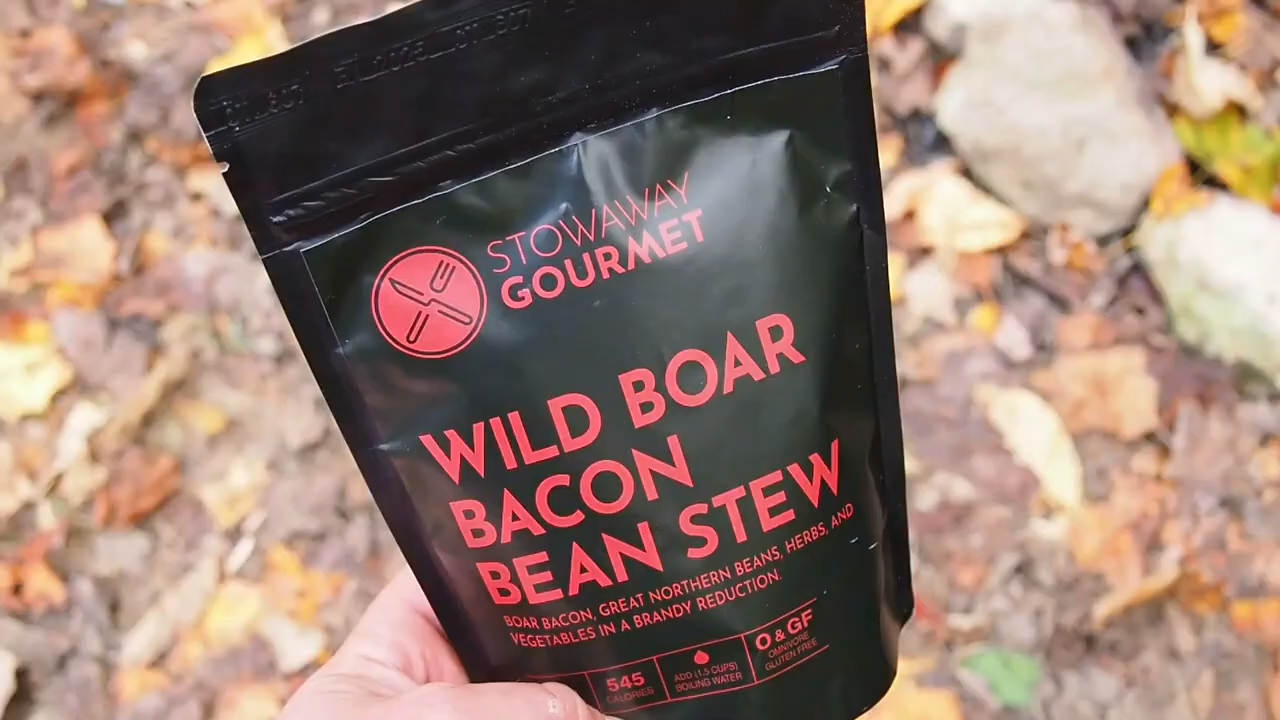 STOWAWAY
GOURMET
WILD BOAR
BACON
BEAN STEW
BOAR BACON, GREAT NORTHERN BEANS, HERBS, AND
VEGETABLES IN A BRANDY REDUCTION.
545
CALORIES
ADD (1.5 CUPS)
BOILING WATER
O & GF
OMNIVORE
GLUTEN FREE